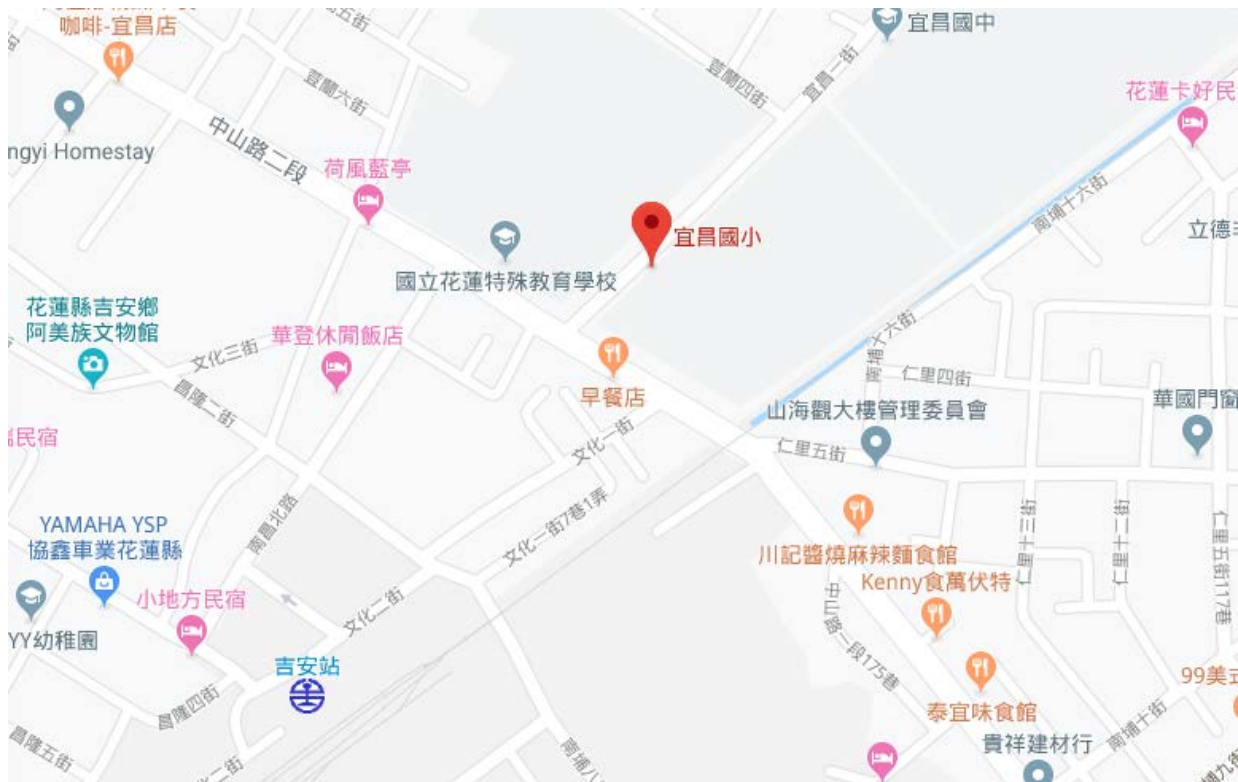 咖啡-宜昌店
宜昌國中
荳蘭六街
荳蘭四街
宜昌一街
花蓮卡好民
ngyi Homestay
中山路二段
荷風藍亭
南埔十六街
宜昌國小
立德
國立花蓮特殊教育學校
花蓮縣吉安鄉
阿美族文物館
華登休閒飯店
文化三街
南埔十六街
仁里四街
早餐店
昌隆二街
山海觀大樓管理委員會
華國門窗
民宿
文化一街
仁里五街
YAMAHA YSP
協鑫車業花蓮縣
南昌北路
文化一街7巷1弄
川記醬燒麻辣麵食館
Kenny食萬伏特
仁里十三街
仁里十二街
仁里五街117巷
小地方民宿
YY幼稚園
文化二街
中山路一段175巷
吉安站
99美式
泰宜味食館
昌隆四街
貴祥建材行
南埔十街
昌隆五街
二街
南埔八
埔九街